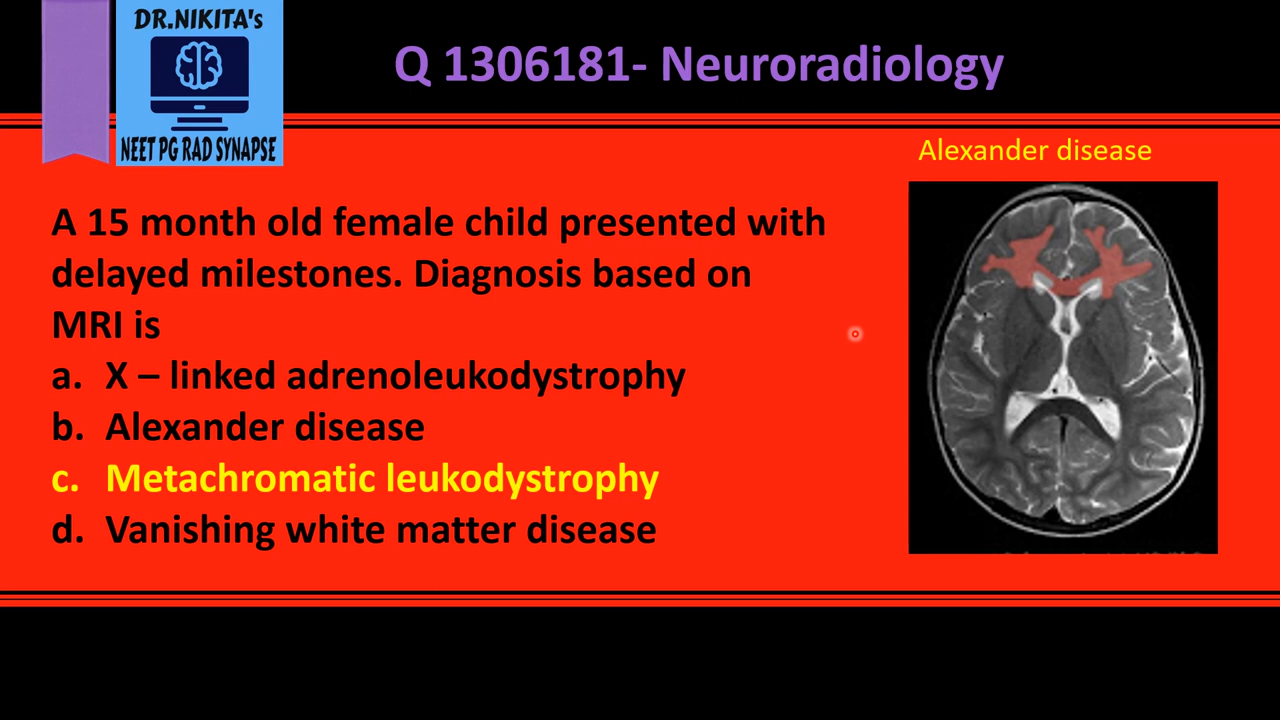 DR.NIKITA's
NEET PG RAD SYNAPSE
Q 1306181- Neuroradiology
Alexander disease
A 15 month old female child presented with
delayed milestones. Diagnosis based on
MRI is
a. X – linked adrenoleukodystrophy
b. Alexander disease
c. Metachromatic leukodystrophy
d. Vanishing white matter disease